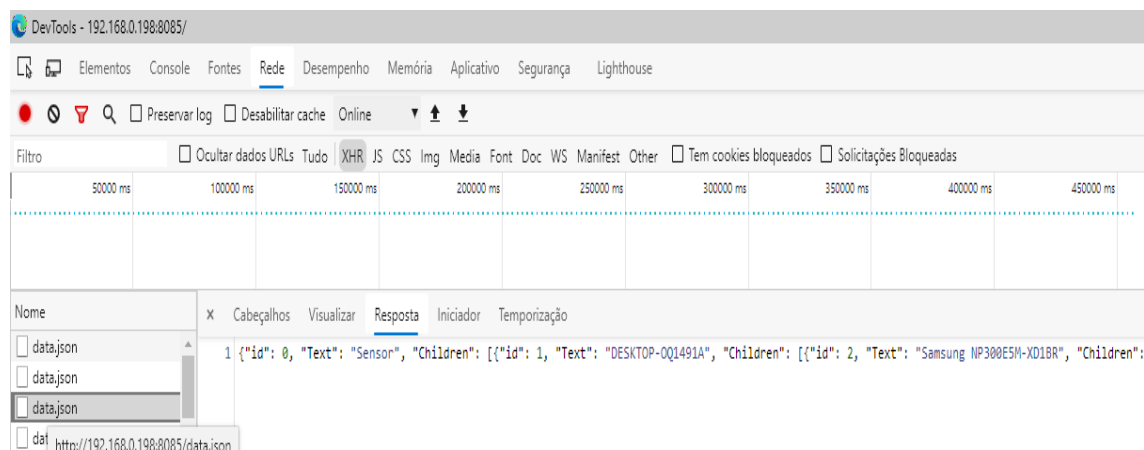 DevTools - 192.168.0.198:8085/
Elementos Console Fontes Rede Desempenho Memória Aplicativo Segurança Lighthouse
Preservar log Desabilitar cache Online
Filtro Ocultar dados URLs Tudo XHR JS CSS Img Media Font Doc WS Manifest Other Tem cookies bloqueados Solicitações Bloqueadas
50000 ms 100000 ms 150000 ms 200000 ms 250000 ms 300000 ms 350000 ms 400000 ms 450000 ms
Nome x Cabeçalhos Visualizar Resposta Iniciador Temporização
data.json 1 {"id": 0, "Text": "Sensor", "Children": [{"id": 1, "Text": "DESKTOP-OQ1491A", "Children": [{"id": 2, "Text": "Samsung NP300E5M-XD1BR", "Children":
data.json
data.json
dat http://192.168.0.198:8085/data.json